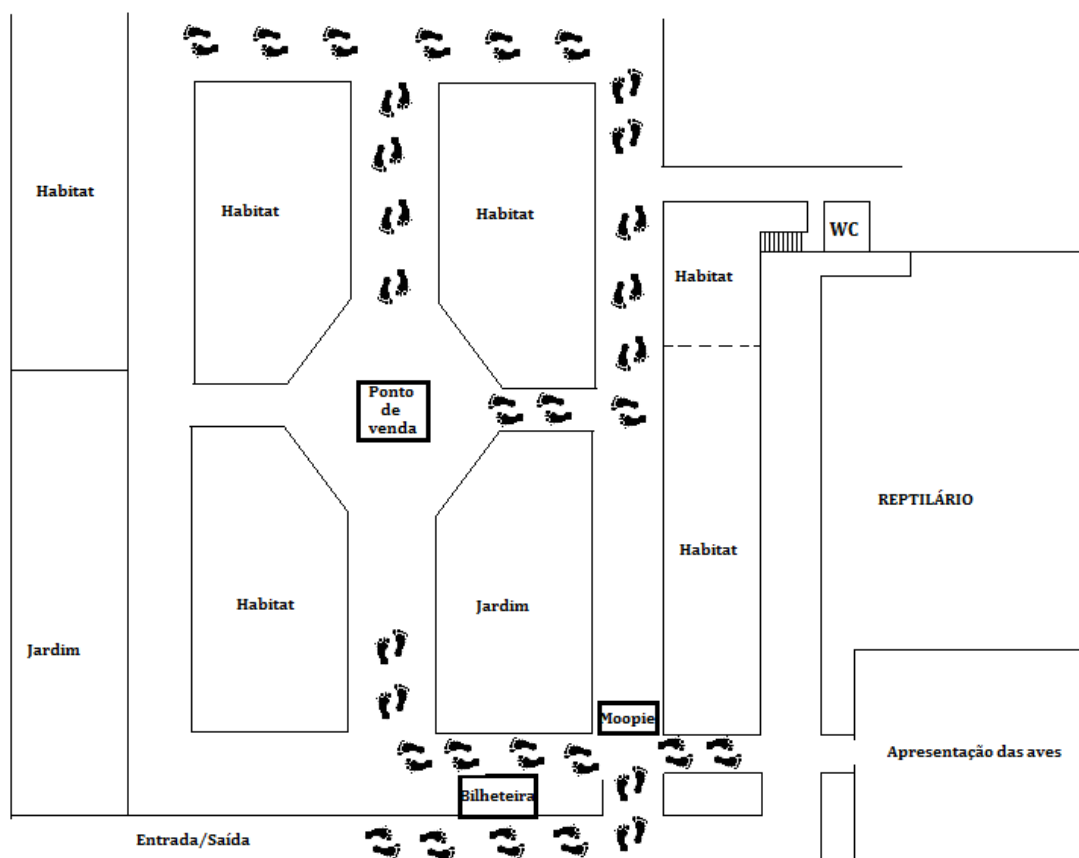 Habitat
Habitat
Habitat
WC
Habitat
Ponto
de
venda
REPTILÁRIO
Habitat
Habitat
Jardim
Jardim
Moopie
Apresentação das aves
Bilheteira
Entrada/Saída